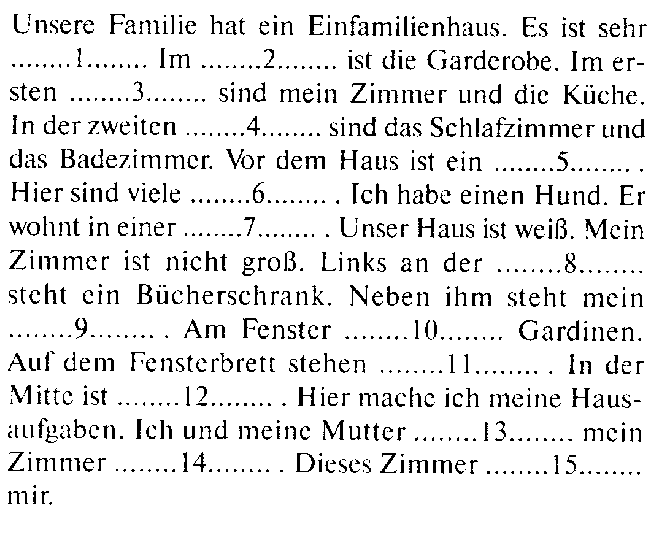 Unsere Familie hat ein Einfamilienhaus. Es ist sehr
........1........ Im ........2........ ist die Garderobe. Im er-
sten ........3........ sind mein Zimmer und die Küche.
In der zweiten ........4........ sind das Schlafzimmer und
das Badezimmer. Vor dem Haus ist ein ........5........ .
Hier sind viele ........6........ . Ich habe einen Hund. Er
wohnt in einer ........7........ . Unser Haus ist weiß. Mein
Zimmer ist nicht groß. Links an der ........8........
steht ein Bücherschrank. Neben ihm steht mein
........9........ . Am Fenster ........10........ Gardinen.
Auf dem Fensterbrett stehen ........11........ . In der
Mitte ist ........12........ . Hier mache ich meine Haus-
aufgaben. Ich und meine Mutter ........13........ mein
Zimmer ........14........ . Dieses Zimmer ........15........
mir.